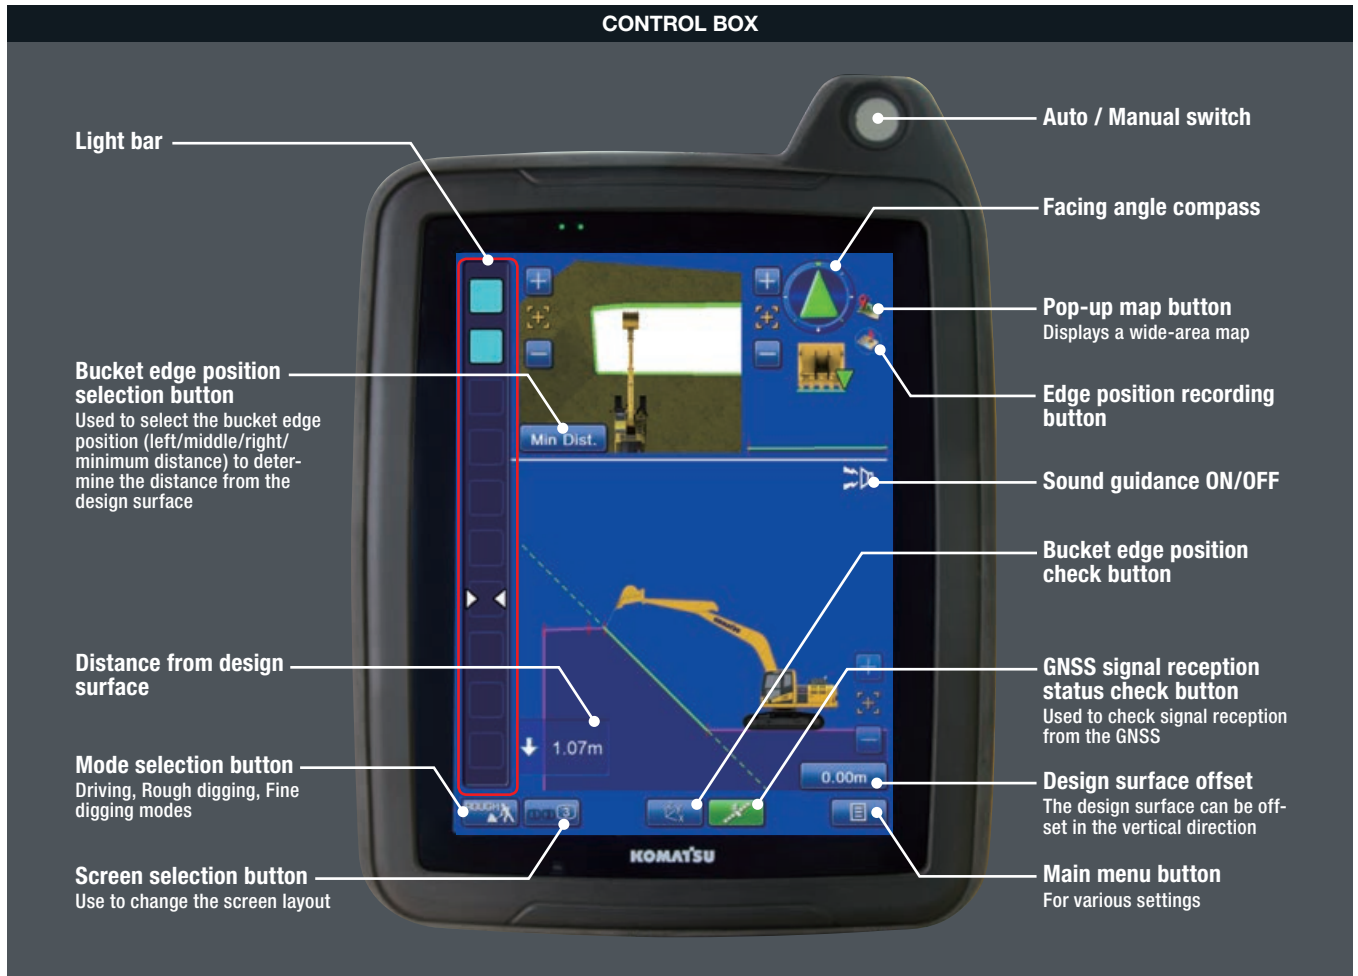 CONTROL BOX
Light bar
Bucket edge position
selection button
Used to select the bucket edge
position (left/middle/right/
minimum distance) to deter-
mine the distance from the
design surface
Distance from design
surface
Mode selection button
Driving, Rough digging, Fine
digging modes
Screen selection button
Use to change the screen layout
Min Dist.
KOMATSU
1.07m
0.00m
ROUGH
3
KOMATSU
Auto / Manual switch
Facing angle compass
Pop-up map button
Displays a wide-area map
Edge position recording
button
Sound guidance ON/OFF
Bucket edge position
check button
GNSS signal reception
status check button
Used to check signal reception
from the GNSS
Design surface offset
The design surface can be off-
set in the vertical direction
Main menu button
For various settings